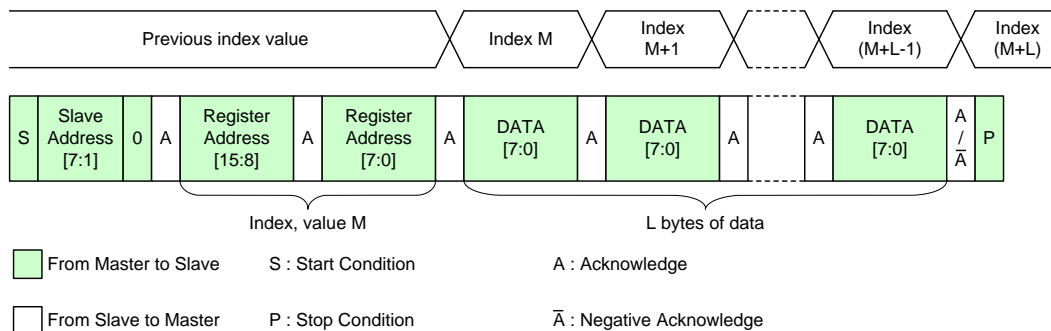 Previous index value
Index M
Index
M+1
Index
(M+L-1)
Index
(M+L)
S
Slave
Address
[7:1]
0
A
Register
Address
[15:8]
A
Register
Address
[7:0]
A
DATA
[7:0]
A
DATA
[7:0]
A
A
DATA
[7:0]
A
/
A̅
P
Index, value M
L bytes of data
From Master to Slave
S : Start Condition
A : Acknowledge
From Slave to Master
P : Stop Condition
A̅ : Negative Acknowledge